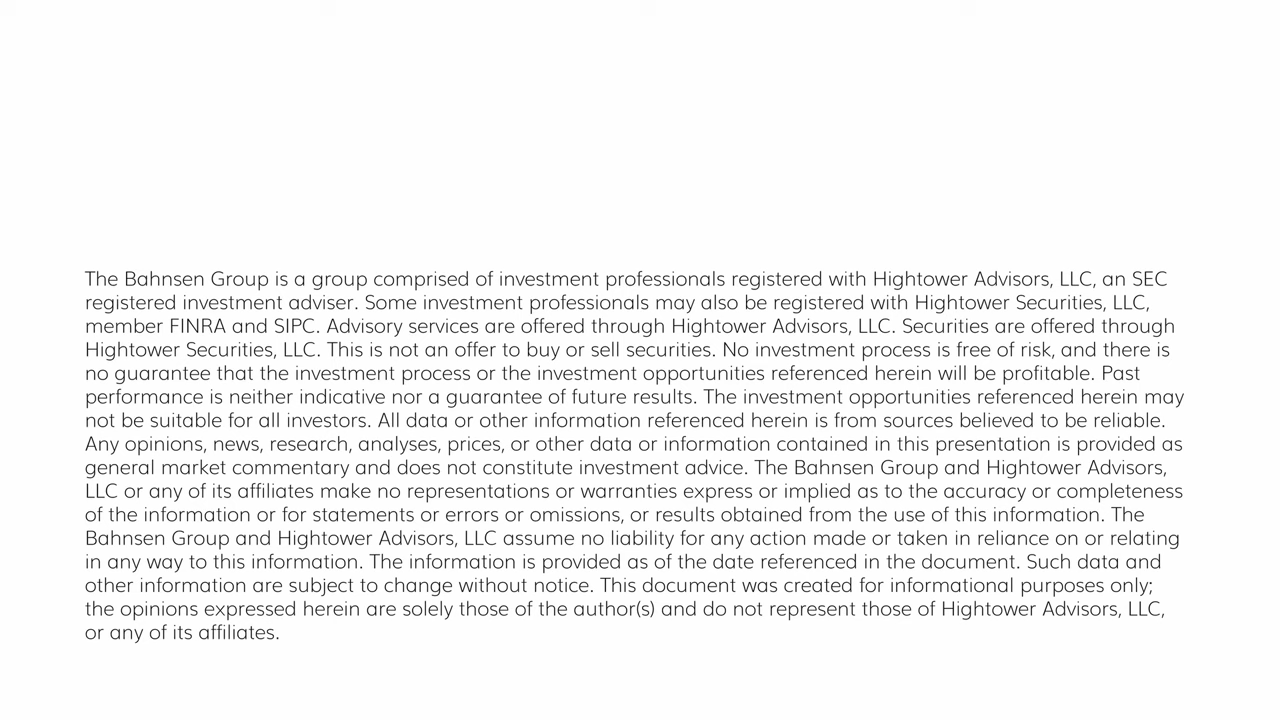 The Bahnsen Group is a group comprised of investment professionals registered with Hightower Advisors, LLC, an SEC
registered investment adviser. Some investment professionals may also be registered with Hightower Securities, LLC,
member FINRA and SIPC. Advisory services are offered through Hightower Advisors, LLC. Securities are offered through
Hightower Securities, LLC. This is not an offer to buy or sell securities. No investment process is free of risk, and there is
no guarantee that the investment process or the investment opportunities referenced herein will be profitable. Past
performance is neither indicative nor a guarantee of future results. The investment opportunities referenced herein may
not be suitable for all investors. All data or other information referenced herein is from sources believed to be reliable.
Any opinions, news, research, analyses, prices, or other data or information contained in this presentation is provided as
general market commentary and does not constitute investment advice. The Bahnsen Group and Hightower Advisors,
LLC or any of its affiliates make no representations or warranties express or implied as to the accuracy or completeness
of the information or for statements or errors or omissions, or results obtained from the use of this information. The
Bahnsen Group and Hightower Advisors, LLC assume no liability for any action made or taken in reliance on or relating
in any way to this information. The information is provided as of the date referenced in the document. Such data and
other information are subject to change without notice. This document was created for informational purposes only;
the opinions expressed herein are solely those of the author(s) and do not represent those of Hightower Advisors, LLC,
or any of its affiliates.